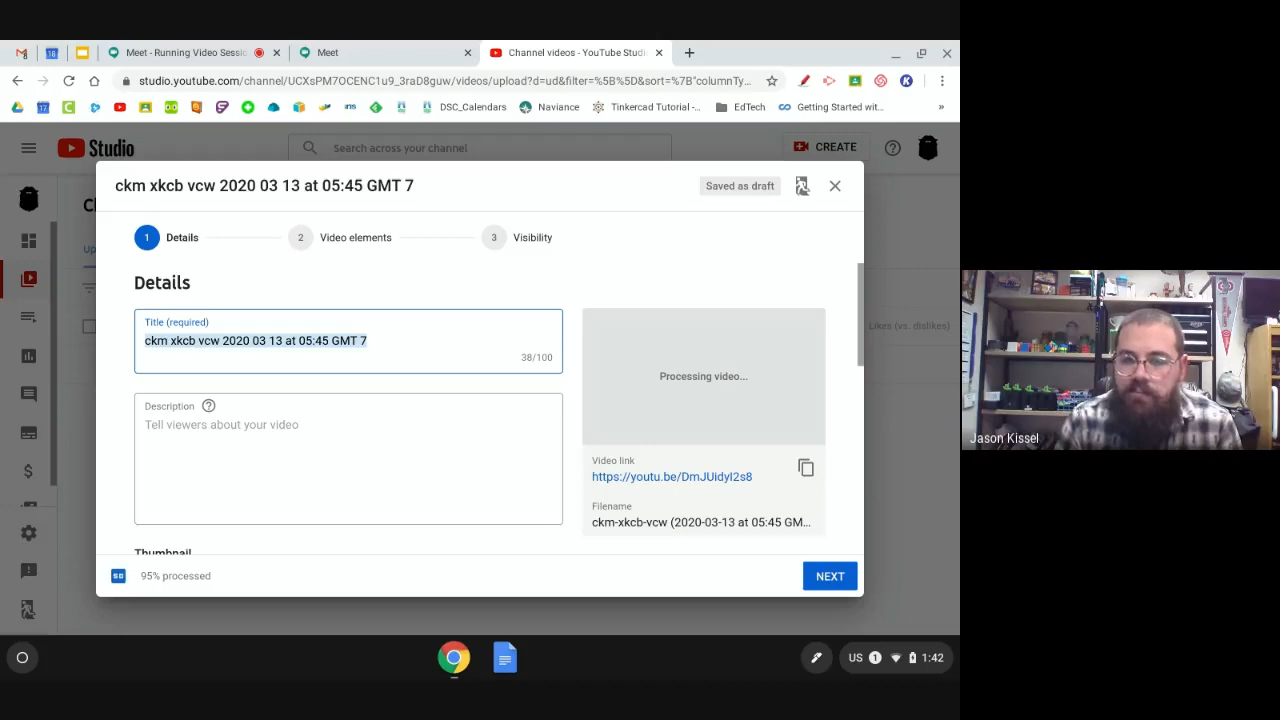 Meet - Running Video Sessi
Meet
Channel videos - YouTube Studi
studio.youtube.com/channel/UCXsPM7OCENC1u9_3raD8guw/videos/upload?d=ud&filter=%5B%5D&sort=%7B"columnTy...
DSC_Calendars
Naviance
Tinkercad Tutorial -...
EdTech
Getting Started wit...
»
Studio
Search across your channel
CREATE
ckm xkcb vcw 2020 03 13 at 05:45 GMT 7
Saved as draft
1 Details
2 Video elements
3 Visibility
Details
Title (required)
ckm xkcb vcw 2020 03 13 at 05:45 GMT 7
38/100
Likes (vs. dislikes)
Processing video...
Description
Tell viewers about your video
Video link
https://youtu.be/DmJUidyI2s8
Filename
ckm-xkcb-vcw (2020-03-13 at 05:45 GM...
Thumbnail
SD 95% processed
NEXT
Jason Kissel
US 1 1:42